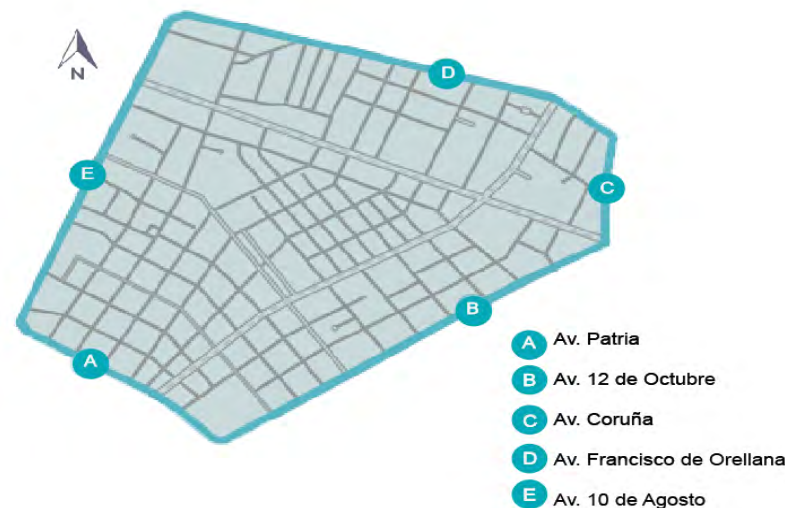 N
D
E
C
B
A
A Av. Patria
B Av. 12 de Octubre
C Av. Coruña
D Av. Francisco de Orellana
E Av. 10 de Agosto